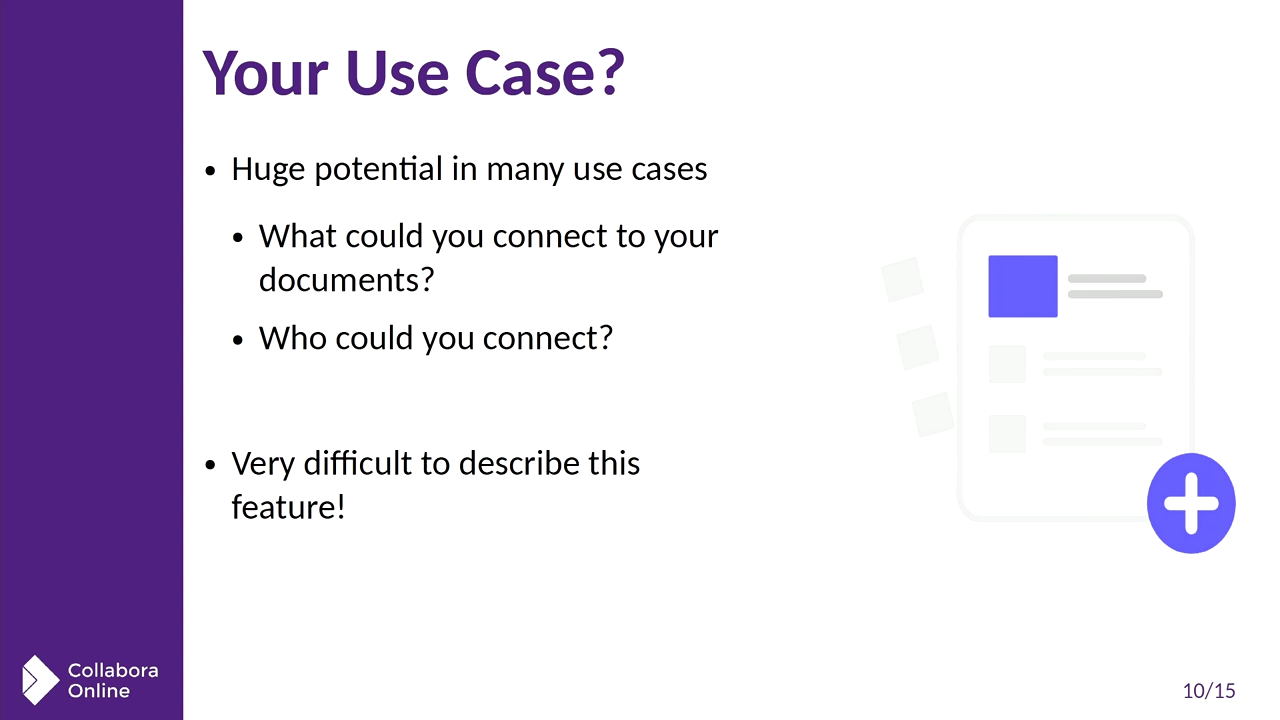 Your Use Case?
• Huge potential in many use cases
• What could you connect to your
documents?
• Who could you connect?
• Very difficult to describe this
feature!
Collabora
Online
10/15